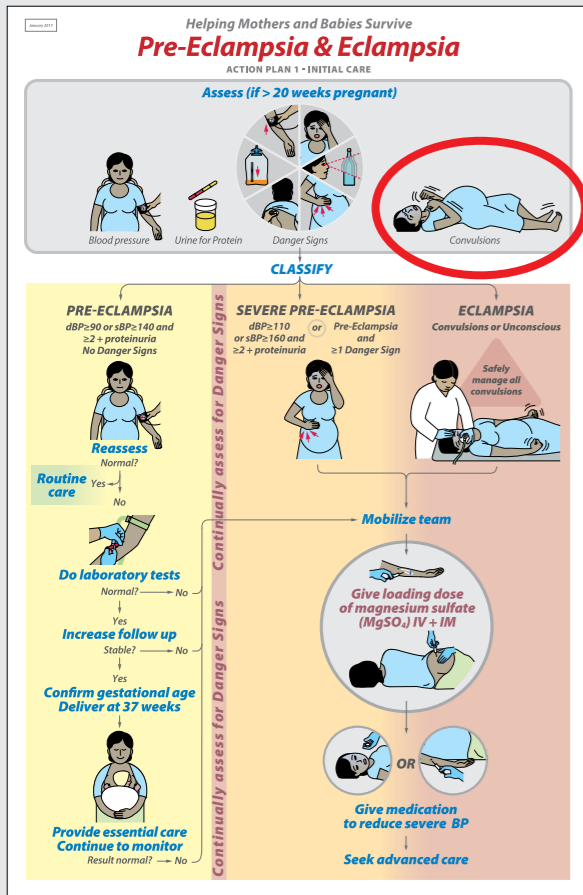 January 2017
Helping Mothers and Babies Survive
Pre-Eclampsia & Eclampsia
ACTION PLAN 1 - INITIAL CARE
Assess (if > 20 weeks pregnant)
Blood pressure
Urine for Protein
Danger Signs
Convulsions
CLASSIFY
PRE-ECLAMPSIA
dBP≥90 or sBP≥140 and
≥2 + proteinuria
No Danger Signs
Reassess
Normal?
Routine
care
Yes
No
Do laboratory tests
Normal?
No
Yes
Increase follow up
Stable?
No
Yes
Confirm gestational age
Deliver at 37 weeks
Provide essential care
Continue to monitor
Result normal?
No
Continually assess for Danger Signs
Continually assess for Danger Signs
SEVERE PRE-ECLAMPSIA
dBP≥110
or sBP≥160 and
≥2 + proteinuria
or
Pre-Eclampsia
and
≥1 Danger Sign
ECLAMPSIA
Convulsions or Unconscious
Safely
manage all
convulsions
Mobilize team
Give loading dose
of magnesium sulfate
(MgSO₄) IV + IM
OR
Give medication
to reduce severe BP
Seek advanced care